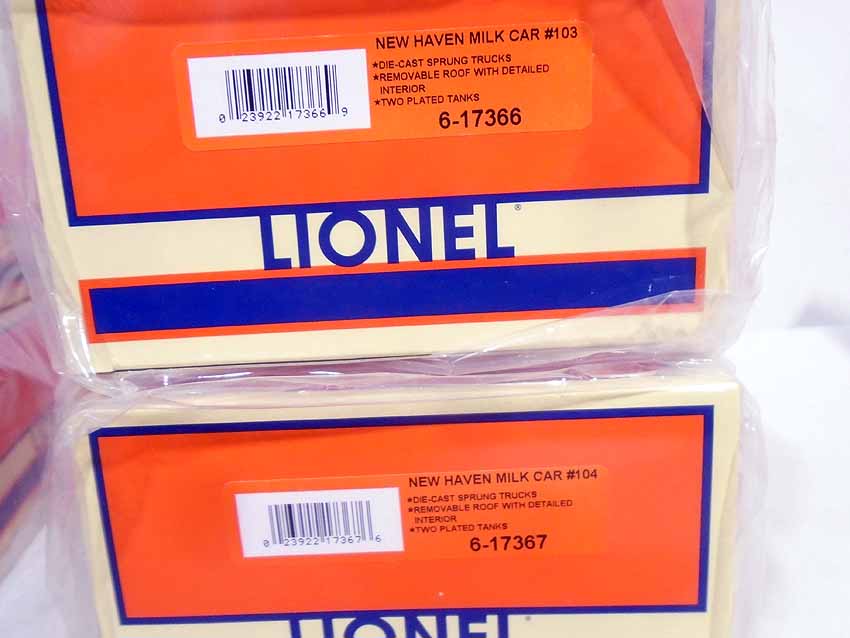 NEW HAVEN MILK CAR #103
★DIE-CAST SPRUNG TRUCKS
★REMOVABLE ROOF WITH DETAILED
INTERIOR
★TWO PLATED TANKS
6-17366
0 23922 17366 9
LIONEL®
NEW HAVEN MILK CAR #104
★DIE-CAST SPRUNG TRUCKS
★REMOVABLE ROOF WITH DETAILED
INTERIOR
★TWO PLATED TANKS
6-17367
0 23922 17367 6
LIONEL